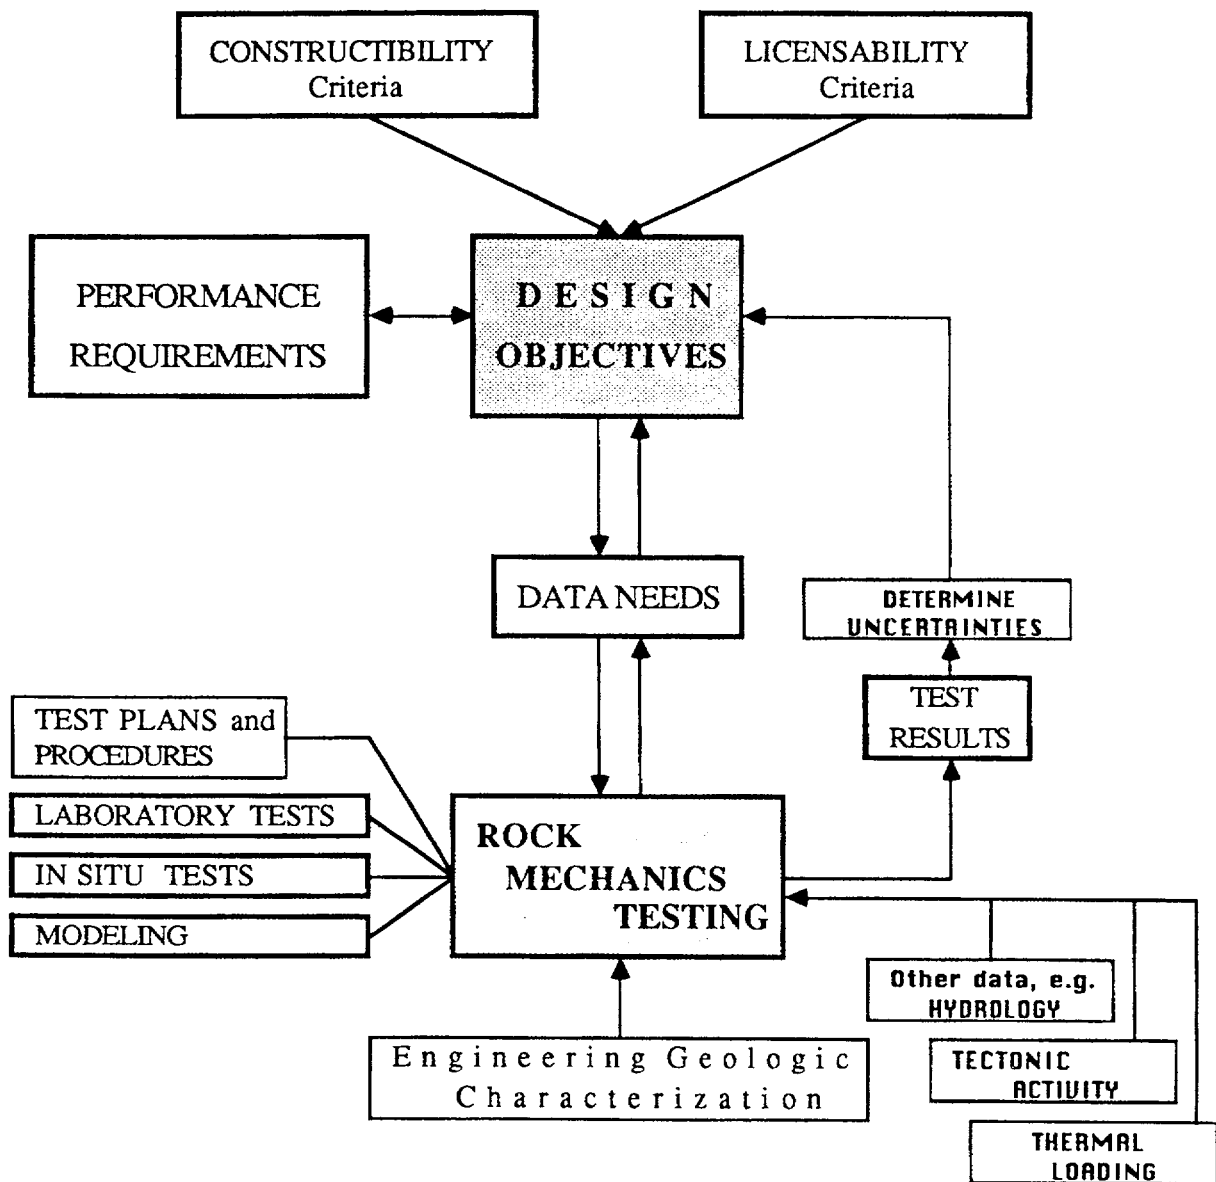 CONSTRUCTIBILITY
Criteria
LICENSABILITY
Criteria
PERFORMANCE
REQUIREMENTS
DESIGN
OBJECTIVES
DATA NEEDS
DETERMINE
UNCERTAINTIES
TEST
RESULTS
TEST PLANS and
PROCEDURES
LABORATORY TESTS
IN SITU TESTS
MODELING
ROCK
MECHANICS
TESTING
Other data, e.g.
HYDROLOGY
TECTONIC
ACTIVITY
THERMAL
LOADING
Engineering Geologic
Characterization